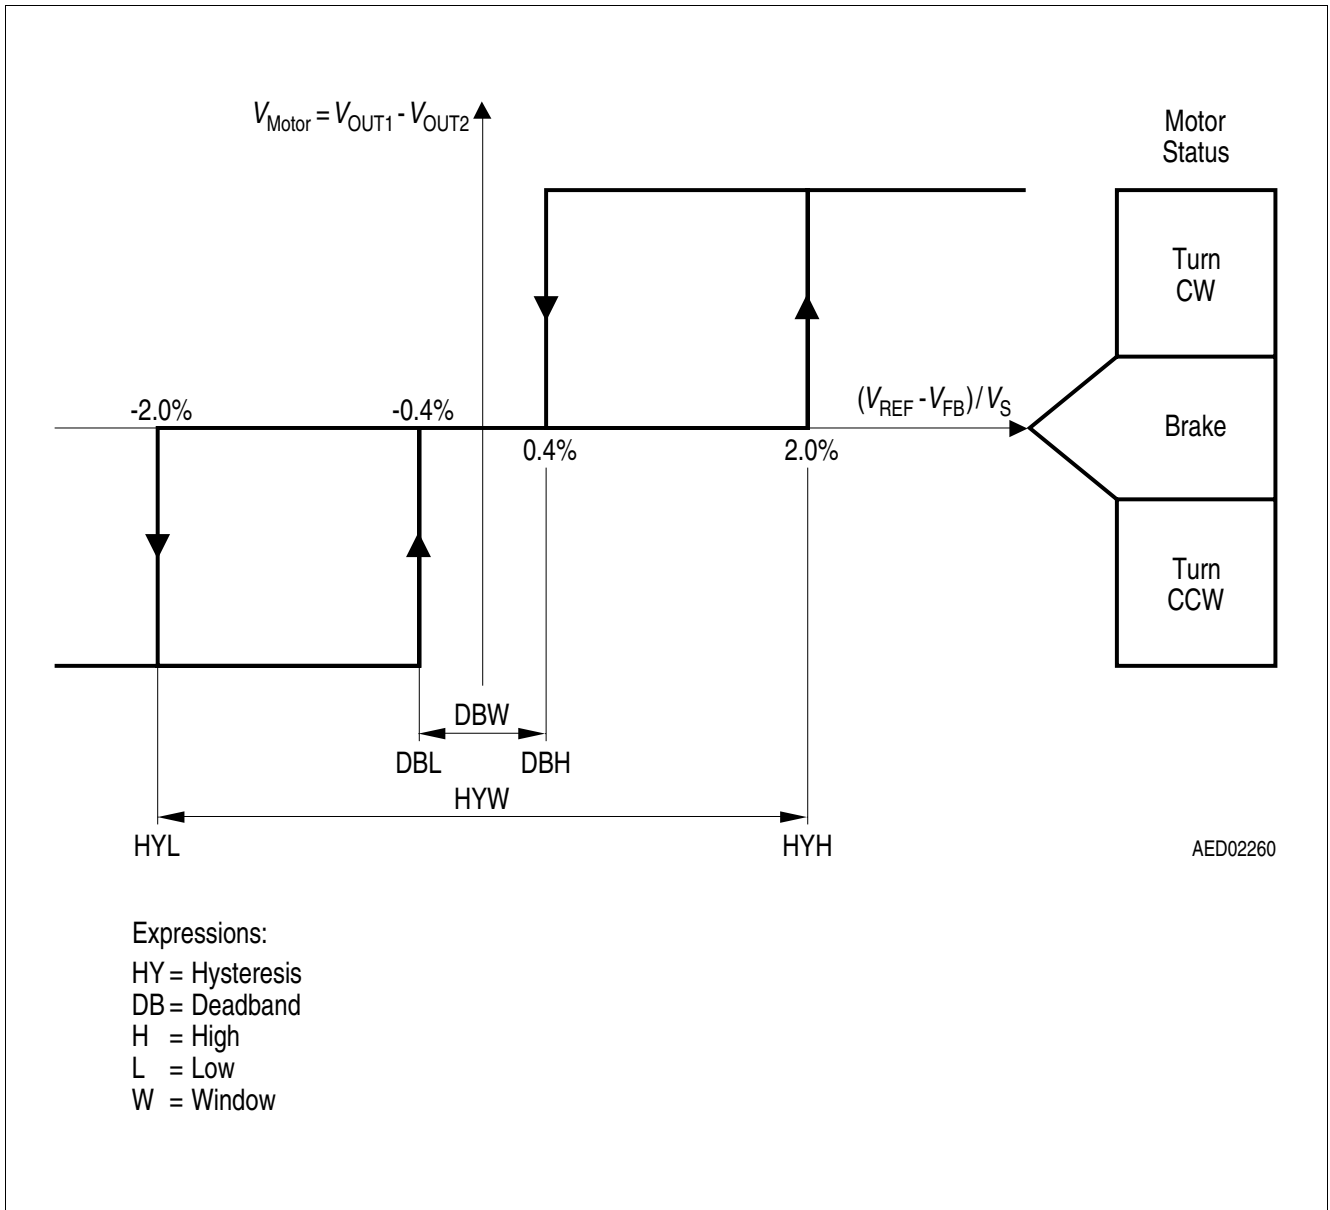 V_Motor = V_OUT1 - V_OUT2
Motor
Status
Turn
CW
(V_REF - V_FB) / V_S
-2.0%
-0.4%
Brake
0.4%
2.0%
Turn
CCW
DBW
DBL
DBH
HYW
HYL
HYH
AED02260
Expressions:
HY = Hysteresis
DB = Deadband
H = High
L = Low
W = Window